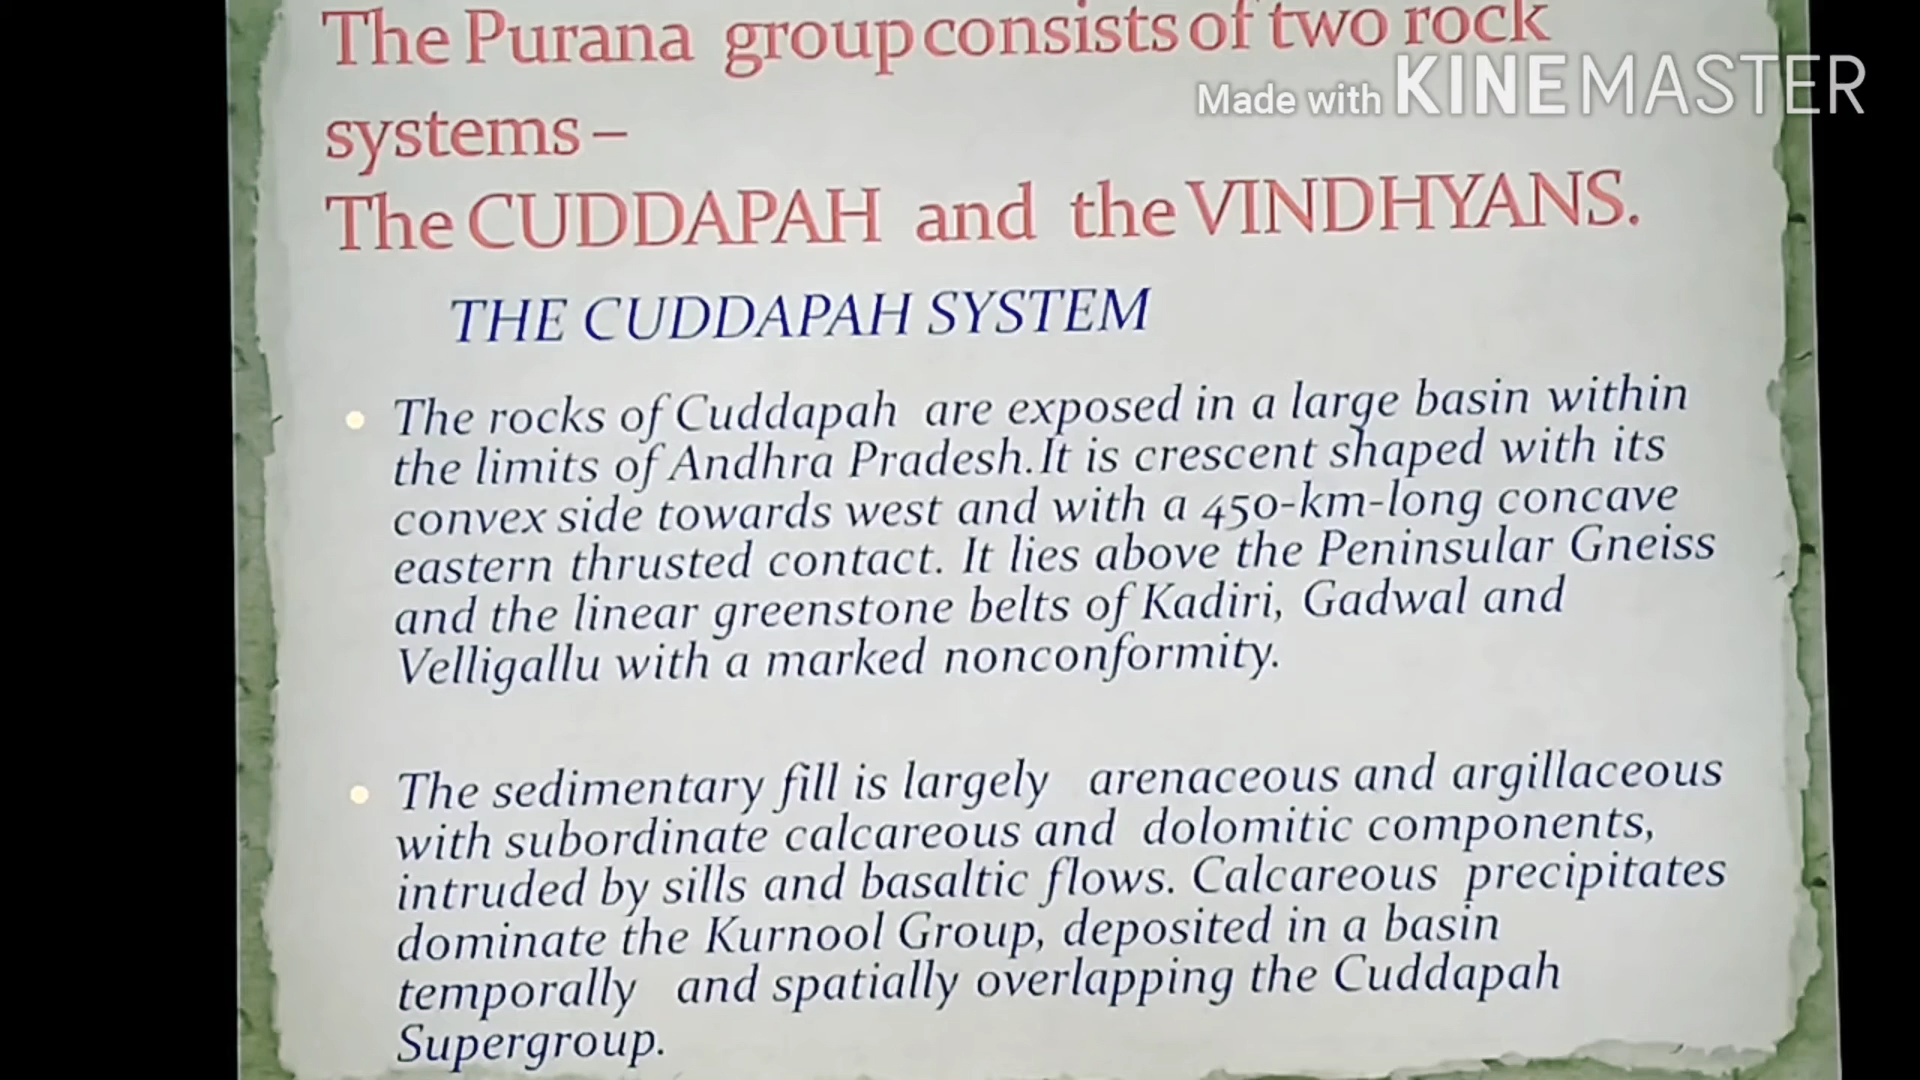 The Purana group consists of two rock
Made with KINEMASTER
systems –
The CUDDAPAH and the VINDHYANS.
THE CUDDAPAH SYSTEM
• The rocks of Cuddapah are exposed in a large basin within
the limits of Andhra Pradesh.It is crescent shaped with its
convex side towards west and with a 450-km-long concave
eastern thrusted contact. It lies above the Peninsular Gneiss
and the linear greenstone belts of Kadiri, Gadwal and
Velligallu with a marked nonconformity.
• The sedimentary fill is largely arenaceous and argillaceous
with subordinate calcareous and dolomitic components,
intruded by sills and basaltic flows. Calcareous precipitates
dominate the Kurnool Group, deposited in a basin
temporally and spatially overlapping the Cuddapah
Supergroup.